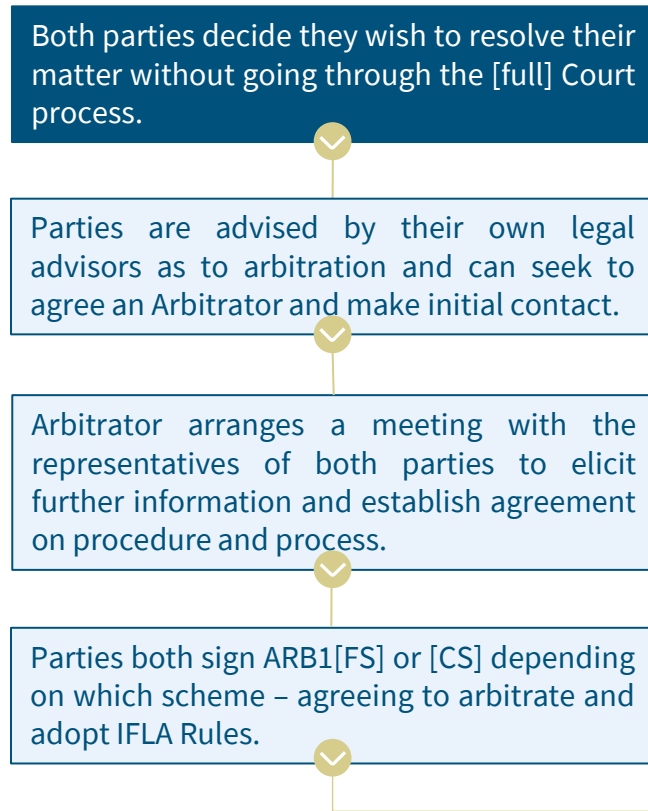 Both parties decide they wish to resolve their
matter without going through the [full] Court
process.
Parties are advised by their own legal
advisors as to arbitration and can seek to
agree an Arbitrator and make initial contact.
Arbitrator arranges a meeting with the
representatives of both parties to elicit
further information and establish agreement
on procedure and process.
Parties both sign ARB1[FS] or [CS] depending
on which scheme – agreeing to arbitrate and
adopt IFLA Rules.